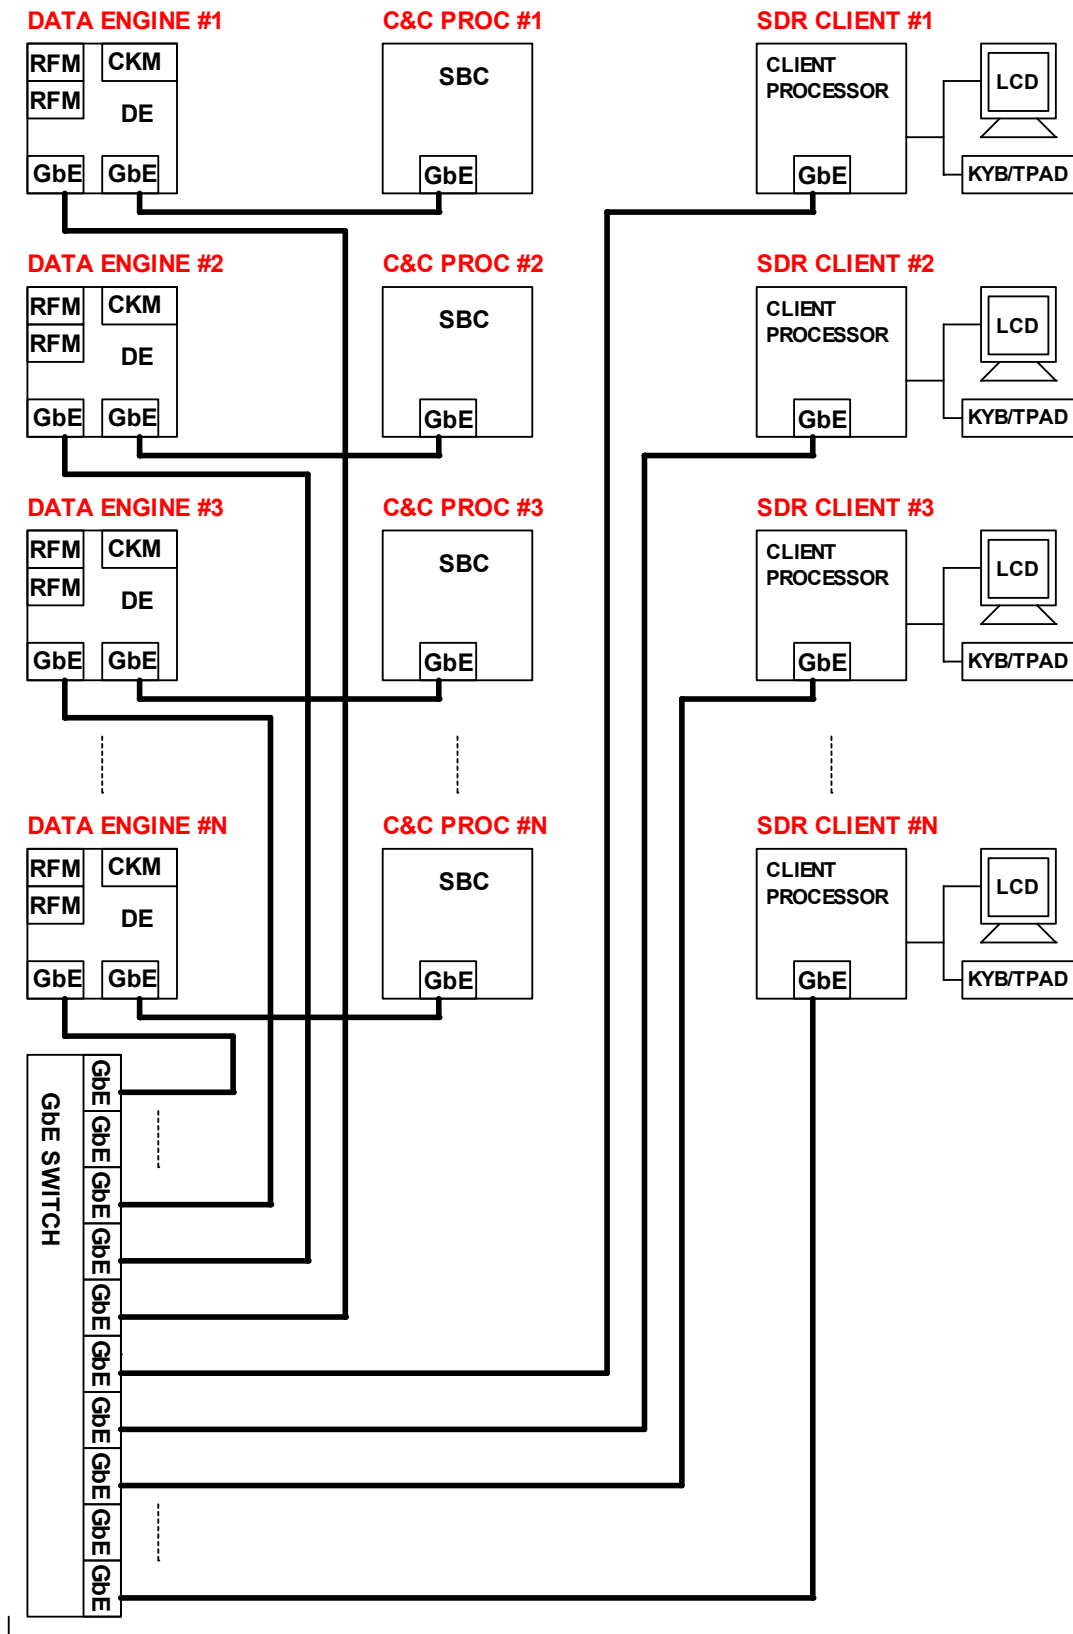 DATA ENGINE #1
C&C PROC #1
SDR CLIENT #1
RFM
CKM
RFM
DE
GbE
GbE
SBC
GbE
CLIENT
PROCESSOR
GbE
LCD
KYB/TPAD
DATA ENGINE #2
C&C PROC #2
SDR CLIENT #2
RFM
CKM
RFM
DE
GbE
GbE
SBC
GbE
CLIENT
PROCESSOR
GbE
LCD
KYB/TPAD
DATA ENGINE #3
C&C PROC #3
SDR CLIENT #3
RFM
CKM
RFM
DE
GbE
GbE
SBC
GbE
CLIENT
PROCESSOR
GbE
LCD
KYB/TPAD
DATA ENGINE #N
C&C PROC #N
SDR CLIENT #N
RFM
CKM
RFM
DE
GbE
GbE
SBC
GbE
CLIENT
PROCESSOR
GbE
LCD
KYB/TPAD
GbE SWITCH
GbE
GbE
GbE
GbE
GbE
GbE
GbE
GbE
GbE
GbE